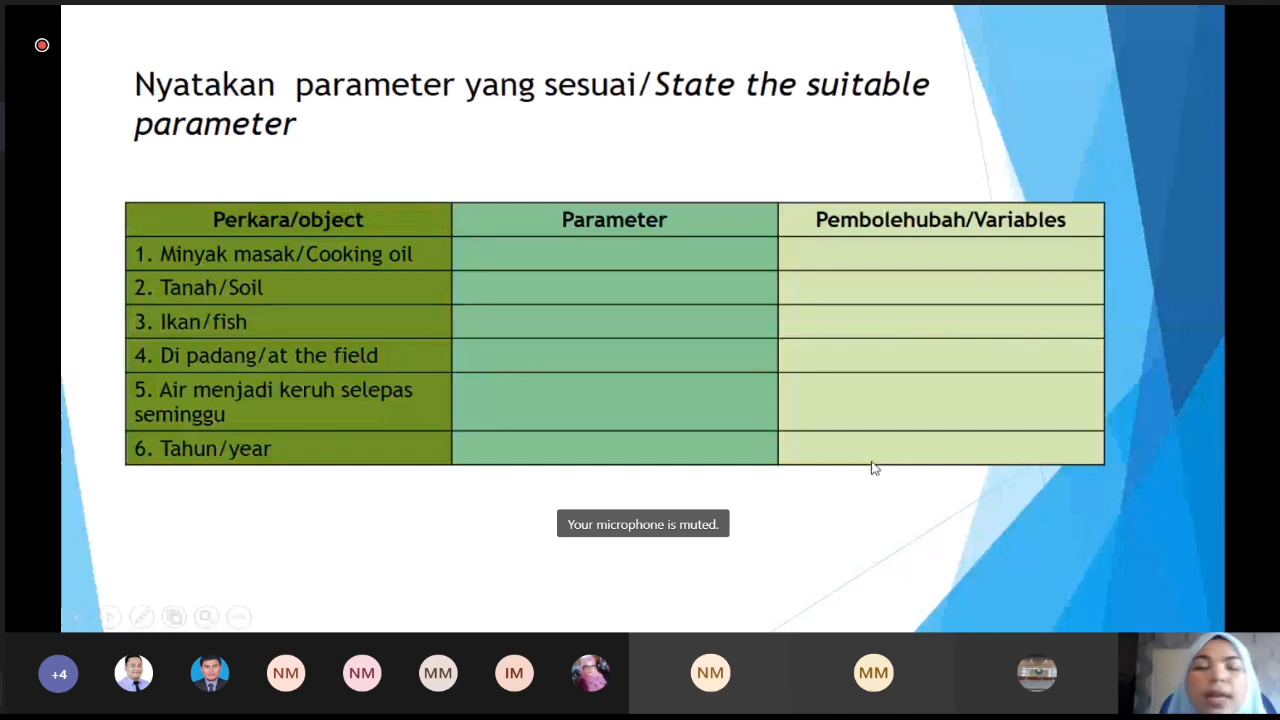 Nyatakan parameter yang sesuai/State the suitable
parameter
Perkara/object
Parameter
Pembolehubah/Variables
1. Minyak masak/Cooking oil
2. Tanah/Soil
3. Ikan/fish
4. Di padang/at the field
5. Air menjadi keruh selepas
seminggu
6. Tahun/year
Your microphone is muted.
+4
NM
NM
MM
IM
NM
MM